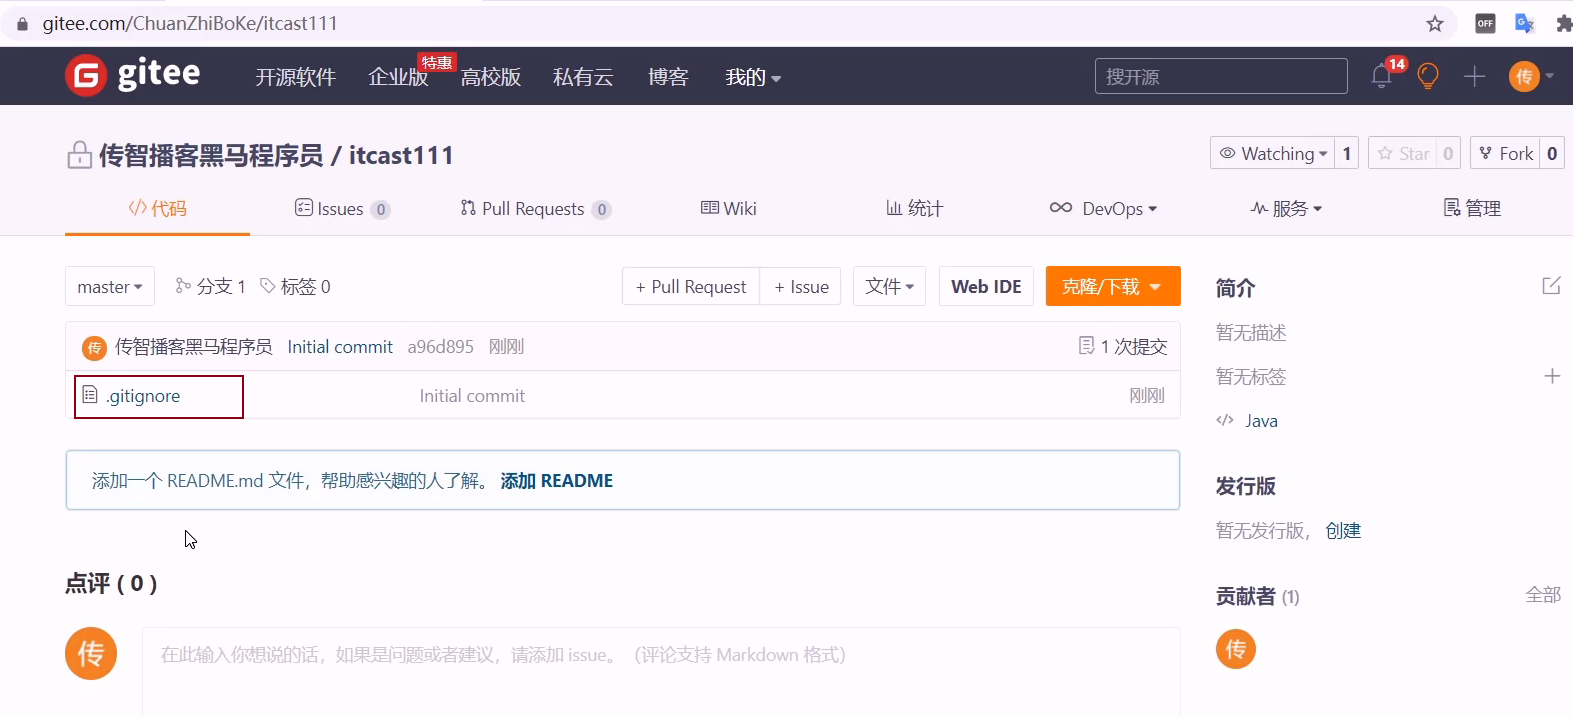 gitee.com/ChuanZhiBoKe/itcast111
OFF
G gitee 开源软件 企业版 特惠 高校版 私有云 博客 我的 搜开源 14 传
传智播客黑马程序员 / itcast111 Watching 1 Star 0 Fork 0
代码 Issues 0 Pull Requests 0 Wiki 统计 DevOps 服务 管理
master 分支 1 标签 0 + Pull Request + Issue 文件 Web IDE 克隆/下载
传 传智播客黑马程序员 Initial commit a96d895 刚刚 1 次提交
.gitignore Initial commit 刚刚
添加一个 README.md 文件，帮助感兴趣的人了解。 添加 README
点评 ( 0 )
传 在此输入你想说的话，如果是问题或者建议，请添加 issue。（评论支持 Markdown 格式）
简介
暂无描述
暂无标签
Java
发行版
暂无发行版， 创建
贡献者 (1) 全部
传